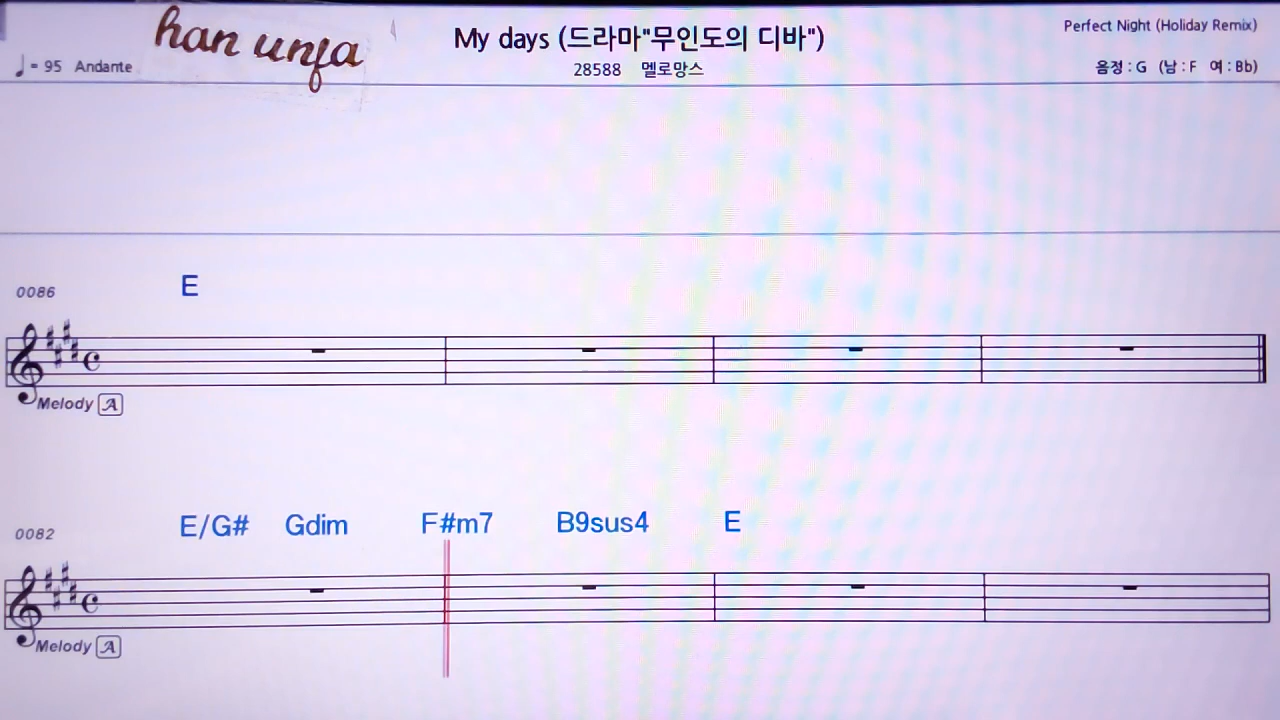 han unfa
My days (드라마"무인도의 디바")
Perfect Night (Holiday Remix)
♩= 95 Andante
28588 멜로망스
음정 : G (남 : F 여 : Bb)
0086
E
Melody A
0082
E/G# Gdim F#m7 B9sus4 E
Melody A